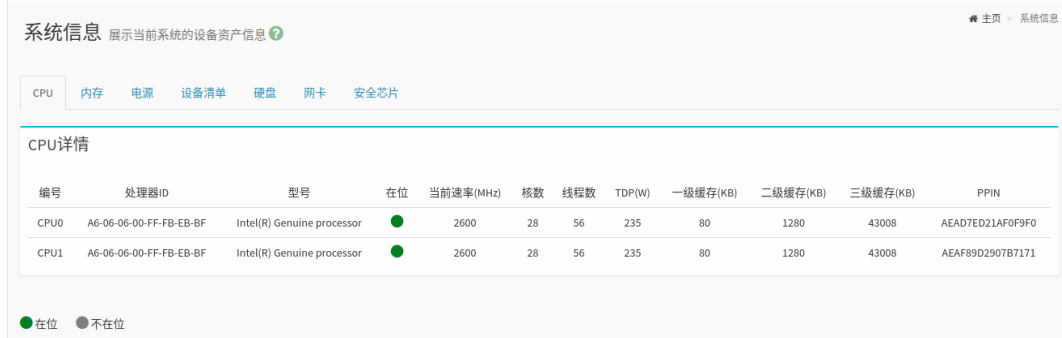 系统信息 展示当前系统的设备资产信息 ?
主页 > 系统信息
CPU 内存 电源 设备清单 硬盘 网卡 安全芯片
CPU详情
编号 处理器ID 型号 在位 当前速率(MHz) 核数 线程数 TDP(W) 一级缓存(KB) 二级缓存(KB) 三级缓存(KB) PPIN
CPU0 A6-06-06-00-FF-FB-EB-BF Intel(R) Genuine processor 2600 28 56 235 80 1280 43008 AEAD7ED21AF0F9F0
CPU1 A6-06-06-00-FF-FB-EB-BF Intel(R) Genuine processor 2600 28 56 235 80 1280 43008 AEAF89D2907B7171
在位 不在位